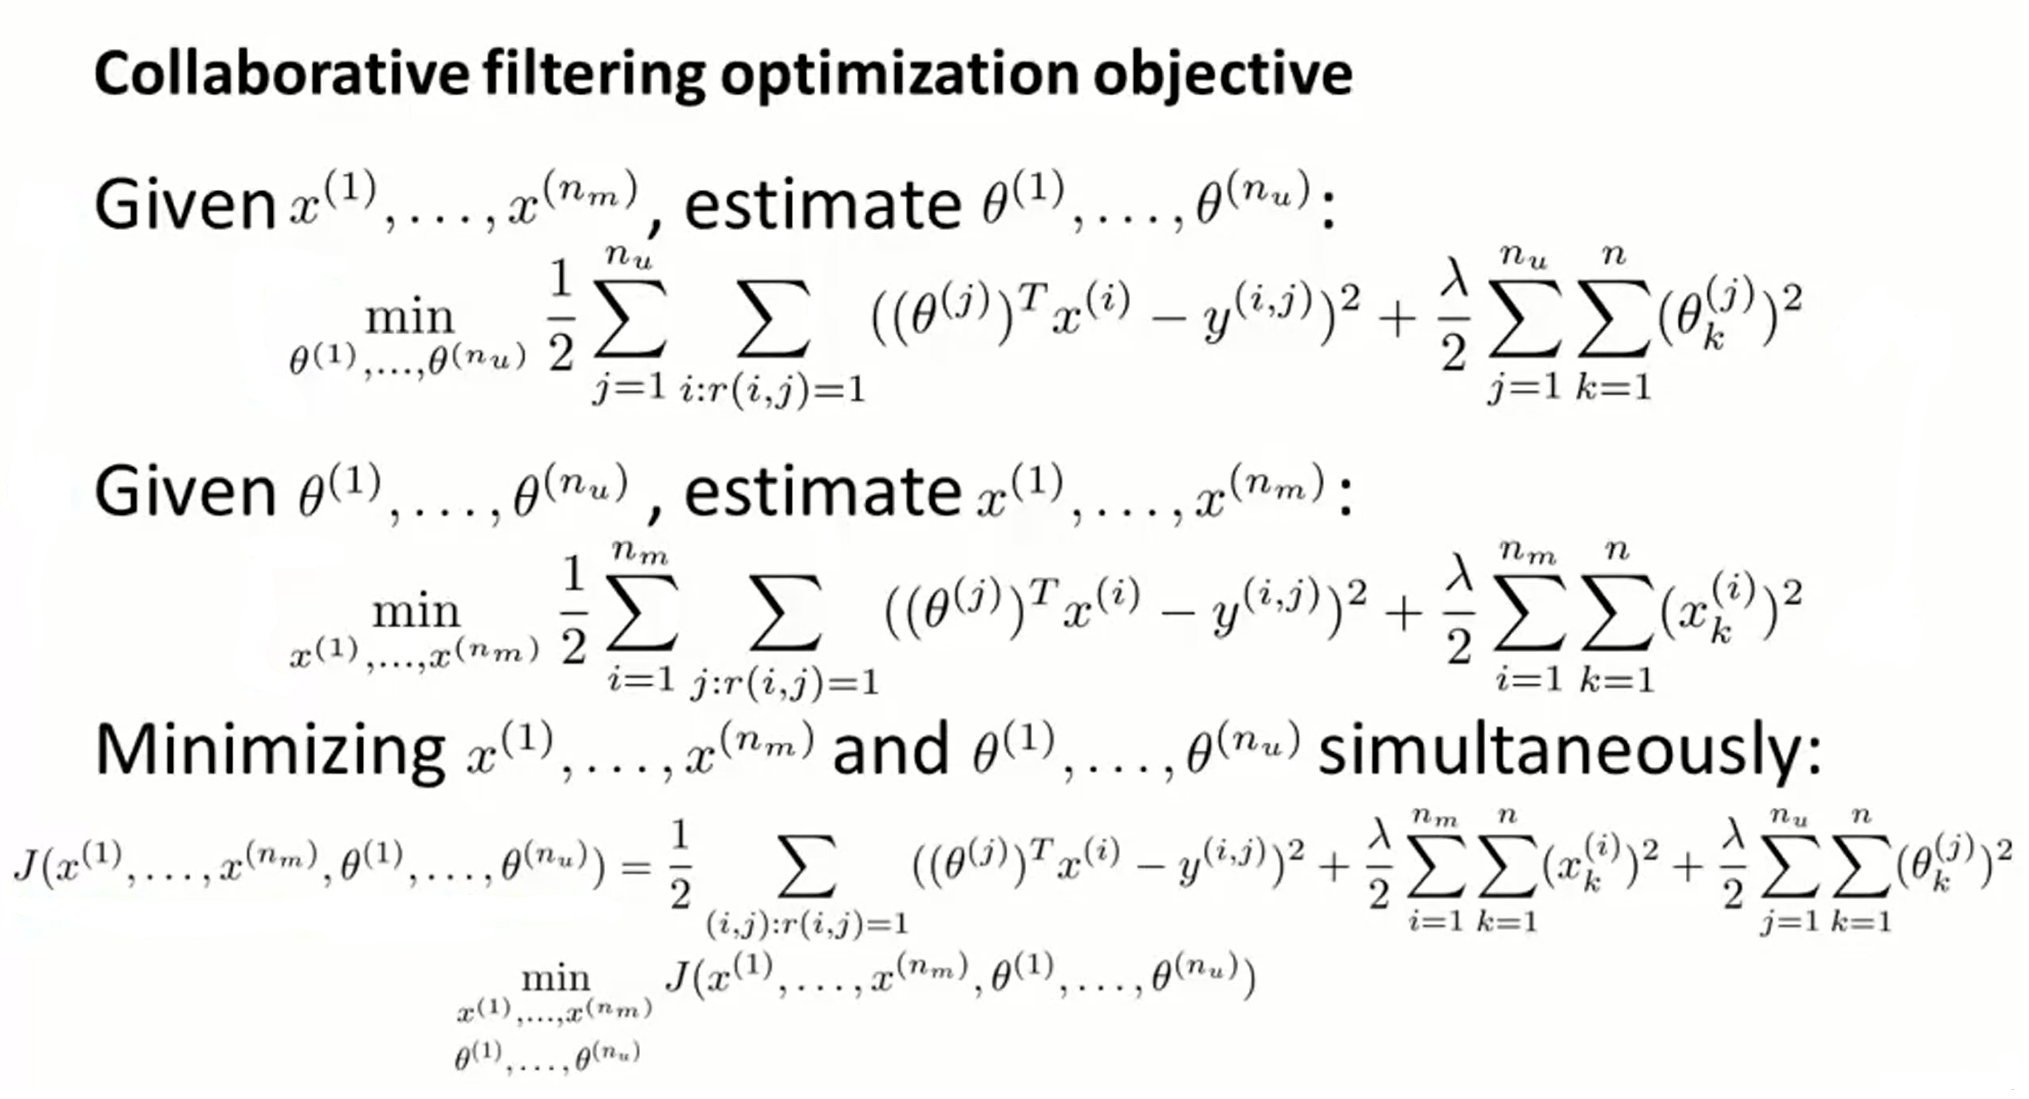 Collaborative filtering optimization objective
Given $x^{(1)},\ldots,x^{(n_m)}$, estimate $\theta^{(1)},\ldots,\theta^{(n_u)}$:
$\min_{\theta^{(1)},\ldots,\theta^{(n_u)}} \frac{1}{2}\sum_{j=1}^{n_u}\sum_{i:r(i,j)=1}((\theta^{(j)})^T x^{(i)} - y^{(i,j)})^2 + \frac{\lambda}{2}\sum_{j=1}^{n_u}\sum_{k=1}^{n}(\theta_k^{(j)})^2$
Given $\theta^{(1)},\ldots,\theta^{(n_u)}$, estimate $x^{(1)},\ldots,x^{(n_m)}$:
$\min_{x^{(1)},\ldots,x^{(n_m)}} \frac{1}{2}\sum_{i=1}^{n_m}\sum_{j:r(i,j)=1}((\theta^{(j)})^T x^{(i)} - y^{(i,j)})^2 + \frac{\lambda}{2}\sum_{i=1}^{n_m}\sum_{k=1}^{n}(x_k^{(i)})^2$
Minimizing $x^{(1)},\ldots,x^{(n_m)}$ and $\theta^{(1)},\ldots,\theta^{(n_u)}$ simultaneously:
$J(x^{(1)},\ldots,x^{(n_m)},\theta^{(1)},\ldots,\theta^{(n_u)}) = \frac{1}{2}\sum_{(i,j):r(i,j)=1}((\theta^{(j)})^T x^{(i)} - y^{(i,j)})^2 + \frac{\lambda}{2}\sum_{i=1}^{n_m}\sum_{k=1}^{n}(x_k^{(i)})^2 + \frac{\lambda}{2}\sum_{j=1}^{n_u}\sum_{k=1}^{n}(\theta_k^{(j)})^2$
$\min_{x^{(1)},\ldots,x^{(n_m)} \atop \theta^{(1)},\ldots,\theta^{(n_u)}} J(x^{(1)},\ldots,x^{(n_m)},\theta^{(1)},\ldots,\theta^{(n_u)})$